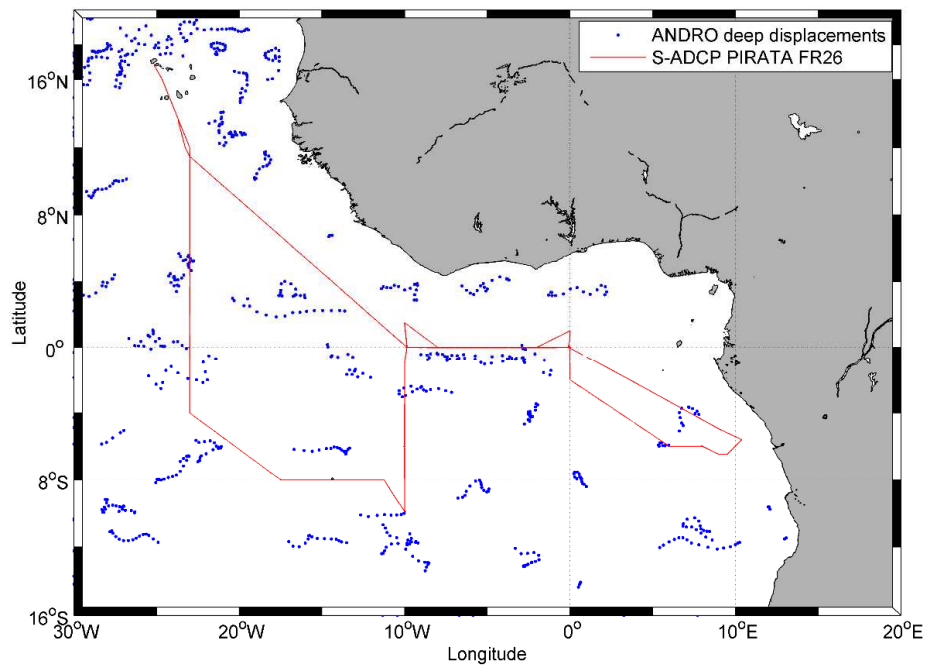 ANDRO deep displacements
S-ADCP PIRATA FR26
16°N
8°N
Latitude
0°
8°S
16°S
30°W
20°W
10°W
0°
10°E
20°E
Longitude